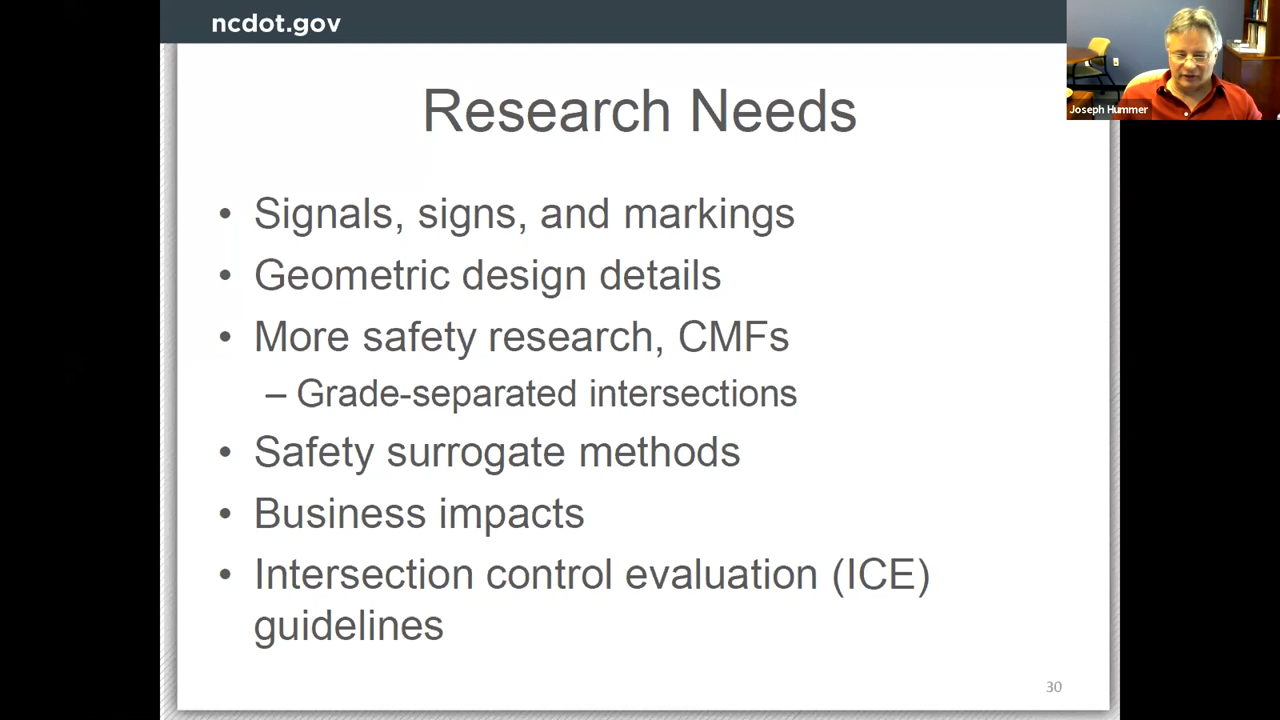 ncdot.gov
Joseph Hummer
Research Needs
• Signals, signs, and markings
• Geometric design details
• More safety research, CMFs
– Grade-separated intersections
• Safety surrogate methods
• Business impacts
• Intersection control evaluation (ICE)
guidelines
30